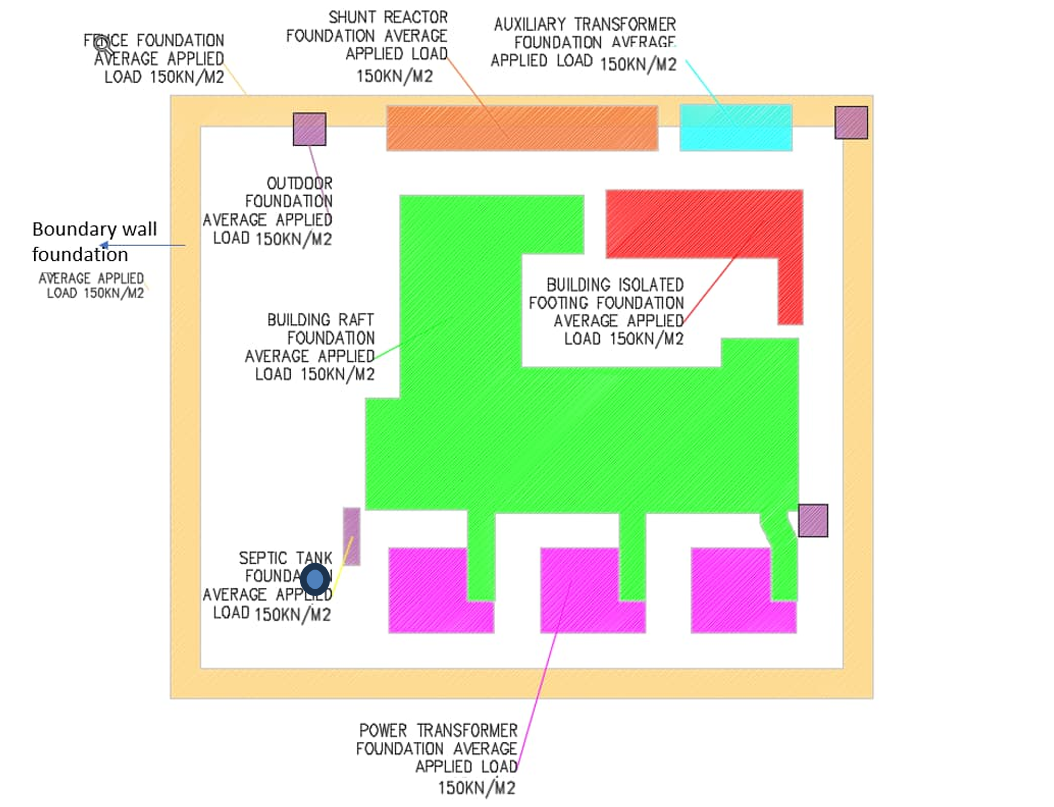 FENCE FOUNDATION
AVERAGE APPLIED
LOAD 150KN/M2
SHUNT REACTOR
FOUNDATION AVERAGE
APPLIED LOAD
150KN/M2
AUXILIARY TRANSFORMER
FOUNDATION AVERAGE
APPLIED LOAD 150KN/M2
OUTDOOR
FOUNDATION
AVERAGE APPLIED
LOAD 150KN/M2
Boundary wall
foundation
AVERAGE APPLIED
LOAD 150KN/M2
BUILDING ISOLATED
FOOTING FOUNDATION
AVERAGE APPLIED
LOAD 150KN/M2
BUILDING RAFT
FOUNDATION
AVERAGE APPLIED
LOAD 150KN/M2
SEPTIC TANK
FOUNDATION
AVERAGE APPLIED
LOAD 150KN/M2
POWER TRANSFORMER
FOUNDATION AVERAGE
APPLIED LOAD
150KN/M2